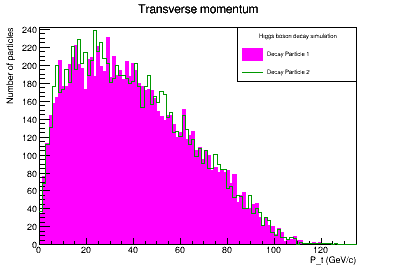 Transverse momentum
Number of particles
240
220
200
180
160
140
120
100
80
60
40
20
0
Higgs boson decay simulation
Decay Particle 1
Decay Particle 2
0 20 40 60 80 100 120
P_t (GeV/c)